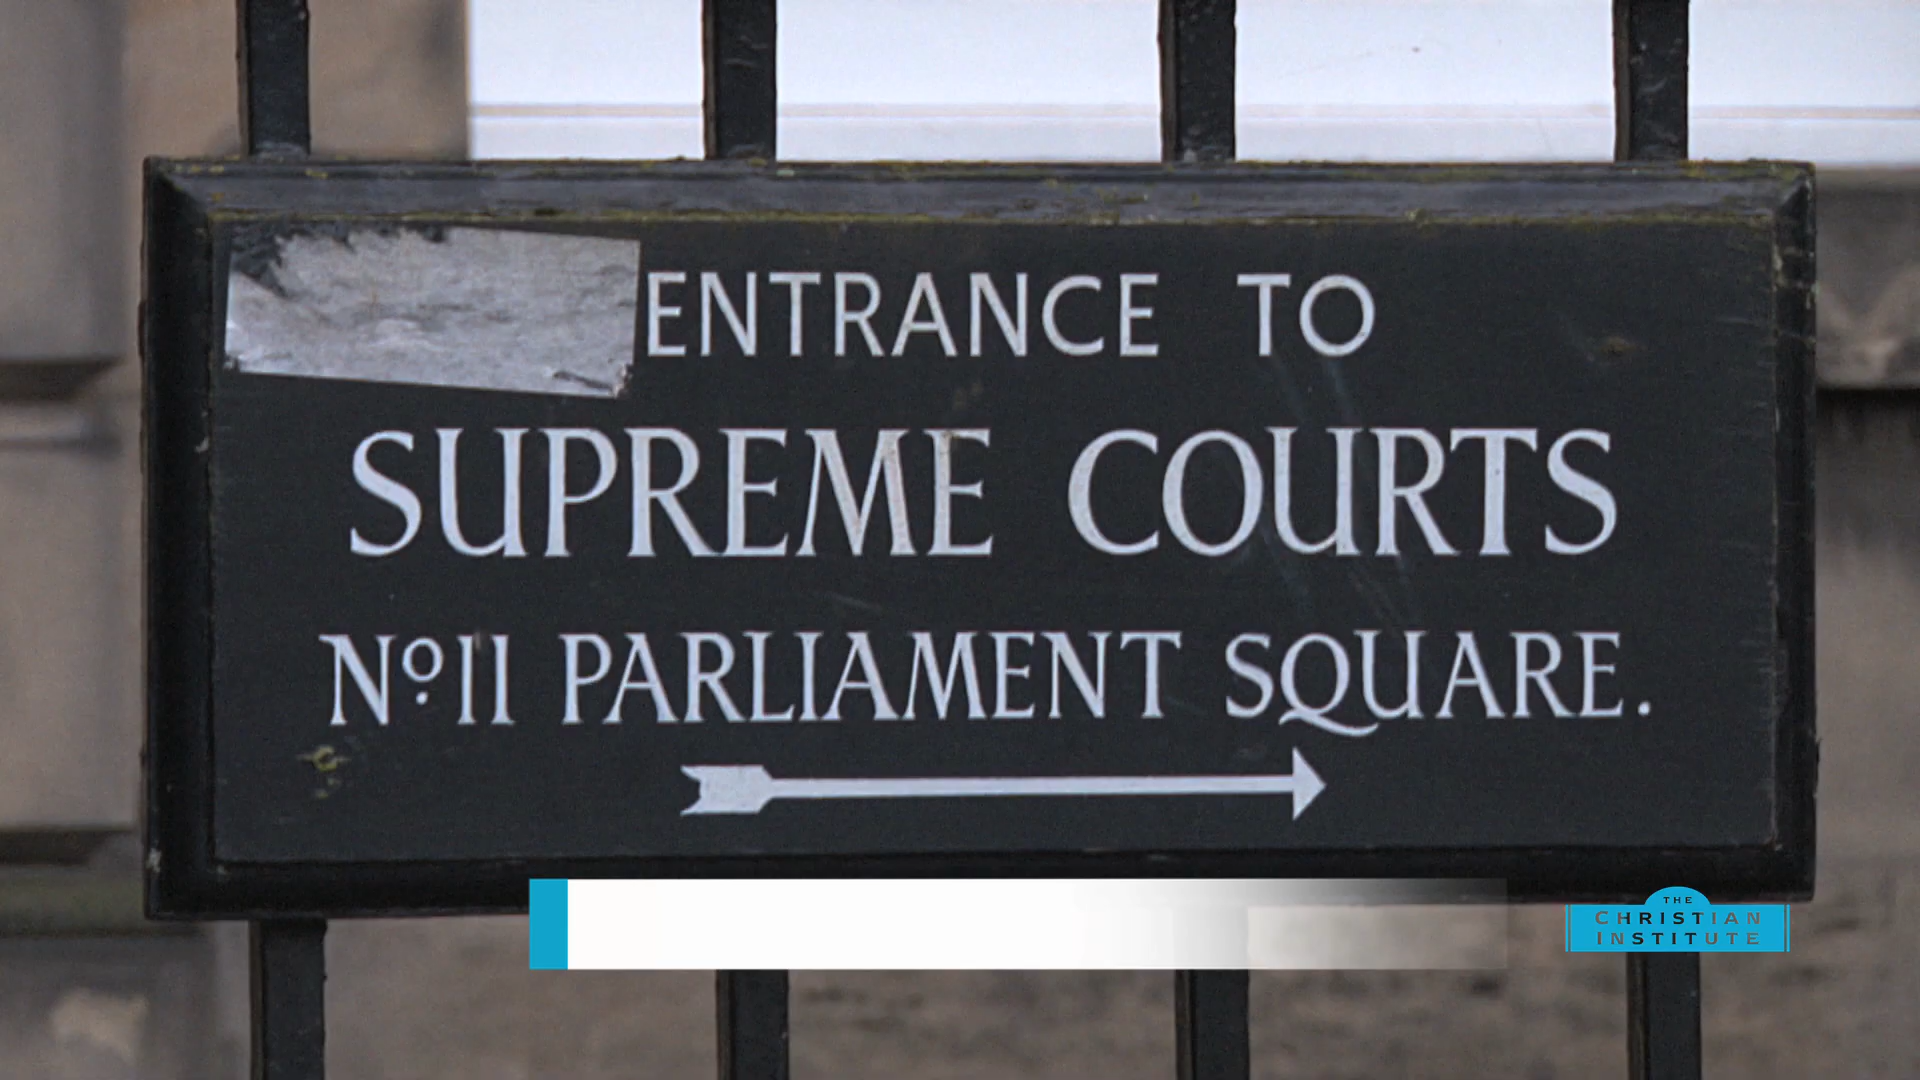 ENTRANCE TO
SUPREME COURTS
Nº11 PARLIAMENT SQUARE.
THE
CHRISTIAN
INSTITUTE